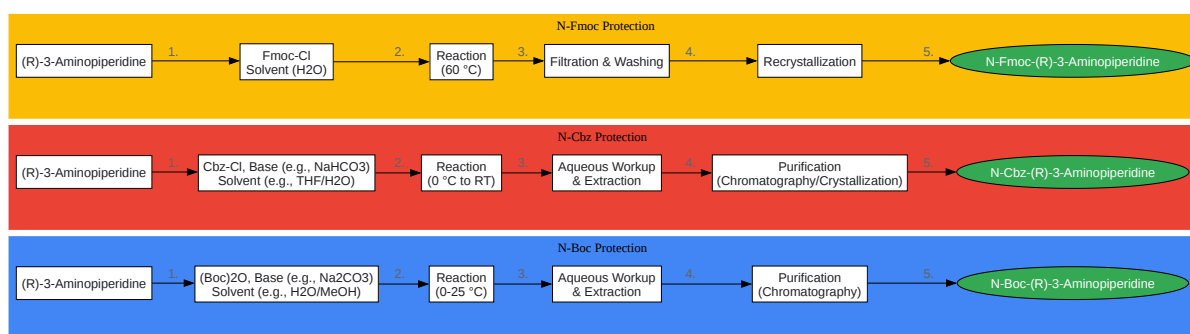 N-Fmoc Protection
(R)-3-Aminopiperidine
1.
Fmoc-Cl
Solvent (H2O)
2.
Reaction
(60 °C)
3.
Filtration & Washing
4.
Recrystallization
5.
N-Fmoc-(R)-3-Aminopiperidine
N-Cbz Protection
(R)-3-Aminopiperidine
1.
Cbz-Cl, Base (e.g., NaHCO3)
Solvent (e.g., THF/H2O)
2.
Reaction
(0 °C to RT)
3.
Aqueous Workup
& Extraction
4.
Purification
(Chromatography/Crystallization)
5.
N-Cbz-(R)-3-Aminopiperidine
N-Boc Protection
(R)-3-Aminopiperidine
1.
(Boc)2O, Base (e.g., Na2CO3)
Solvent (e.g., H2O/MeOH)
2.
Reaction
(0-25 °C)
3.
Aqueous Workup
& Extraction
4.
Purification
(Chromatography)
5.
N-Boc-(R)-3-Aminopiperidine